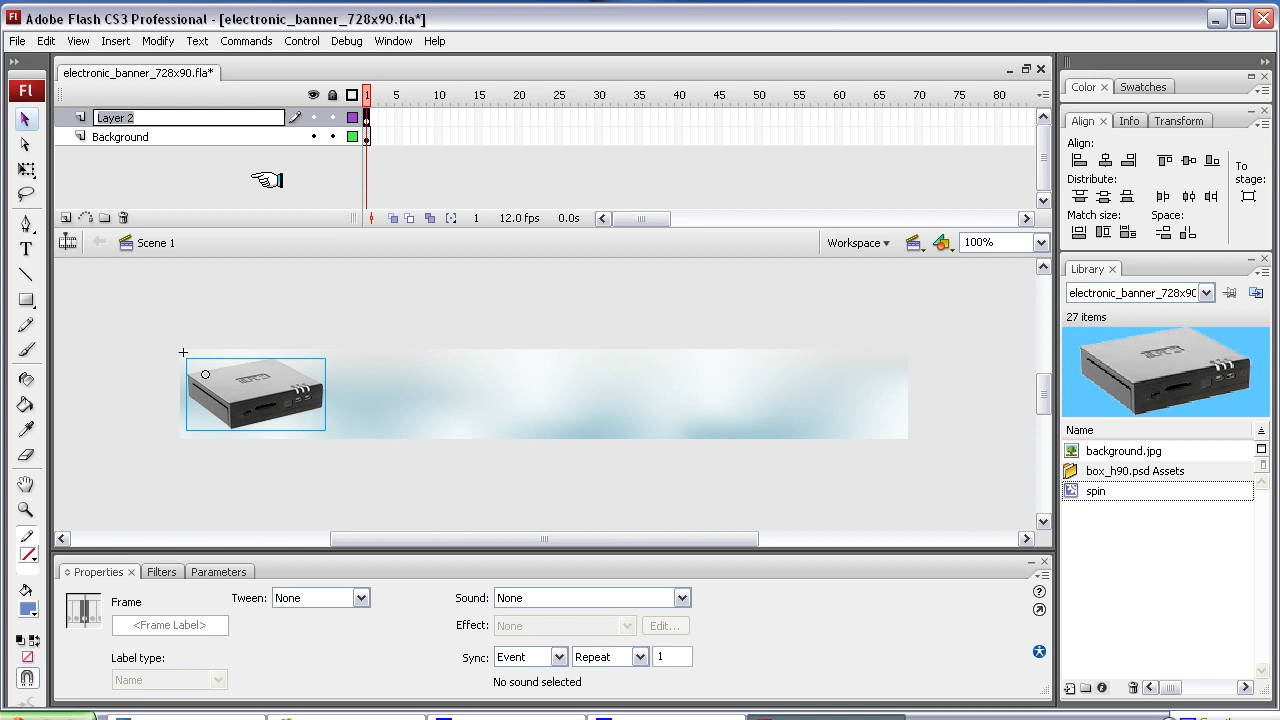 Adobe Flash CS3 Professional - [electronic_banner_728x90.fla*]
File Edit View Insert Modify Text Commands Control Debug Window Help
electronic_banner_728x90.fla*
Color Swatches
Fl
1 5 10 15 20 25 30 35 40 45 50 55 60 65 70 75 80
Layer 2
Background
Align Info Transform
Align:
To stage:
Distribute:
Match size: Space:
1 12.0 fps 0.0s
Scene 1
Workspace
100%
Library
electronic_banner_728x90
27 items
Name
background.jpg
box_h90.psd Assets
spin
Properties Filters Parameters
Frame
<Frame Label>
Label type:
Name
Tween: None
Sound: None
Effect: None Edit...
Sync: Event Repeat 1
No sound selected